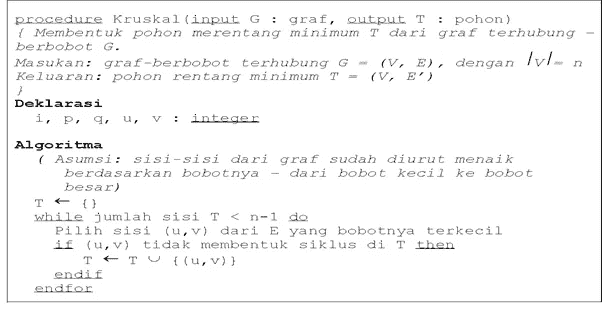 procedure Kruskal(input G : graf, output T : pohon)
{ Membentuk pohon merentang minimum T dari graf terhubung –
berbobot G.
Masukan: graf-berbobot terhubung G = (V, E), dengan |V|= n
Keluaran: pohon rentang minimum T = (V, E’)
}
Deklarasi
i, p, q, u, v : integer
Algoritma
( Asumsi: sisi-sisi dari graf sudah diurut menaik
berdasarkan bobotnya – dari bobot kecil ke bobot
besar)
T ← {}
while jumlah sisi T < n-1 do
Pilih sisi (u,v) dari E yang bobotnya terkecil
if (u,v) tidak membentuk siklus di T then
T ← T ∪ {(u,v)}
endif
endfor